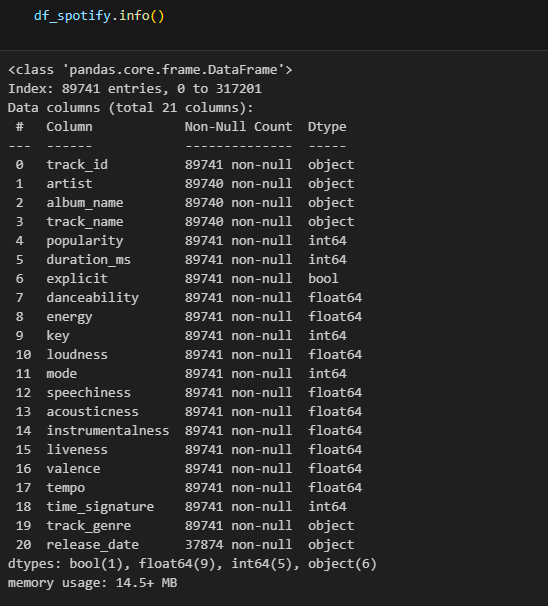 df_spotify.info()
<class 'pandas.core.frame.DataFrame'>
Index: 89741 entries, 0 to 317201
Data columns (total 21 columns):
 #   Column            Non-Null Count  Dtype
---  ------            --------------  -----
 0   track_id          89741 non-null  object
 1   artist            89740 non-null  object
 2   album_name        89740 non-null  object
 3   track_name        89740 non-null  object
 4   popularity        89741 non-null  int64
 5   duration_ms       89741 non-null  int64
 6   explicit          89741 non-null  bool
 7   danceability      89741 non-null  float64
 8   energy            89741 non-null  float64
 9   key               89741 non-null  int64
 10  loudness          89741 non-null  float64
 11  mode              89741 non-null  int64
 12  speechiness       89741 non-null  float64
 13  acousticness      89741 non-null  float64
 14  instrumentalness  89741 non-null  float64
 15  liveness          89741 non-null  float64
 16  valence           89741 non-null  float64
 17  tempo             89741 non-null  float64
 18  time_signature    89741 non-null  int64
 19  track_genre       89741 non-null  object
 20  release_date      37874 non-null  object
dtypes: bool(1), float64(9), int64(5), object(6)
memory usage: 14.5+ MB